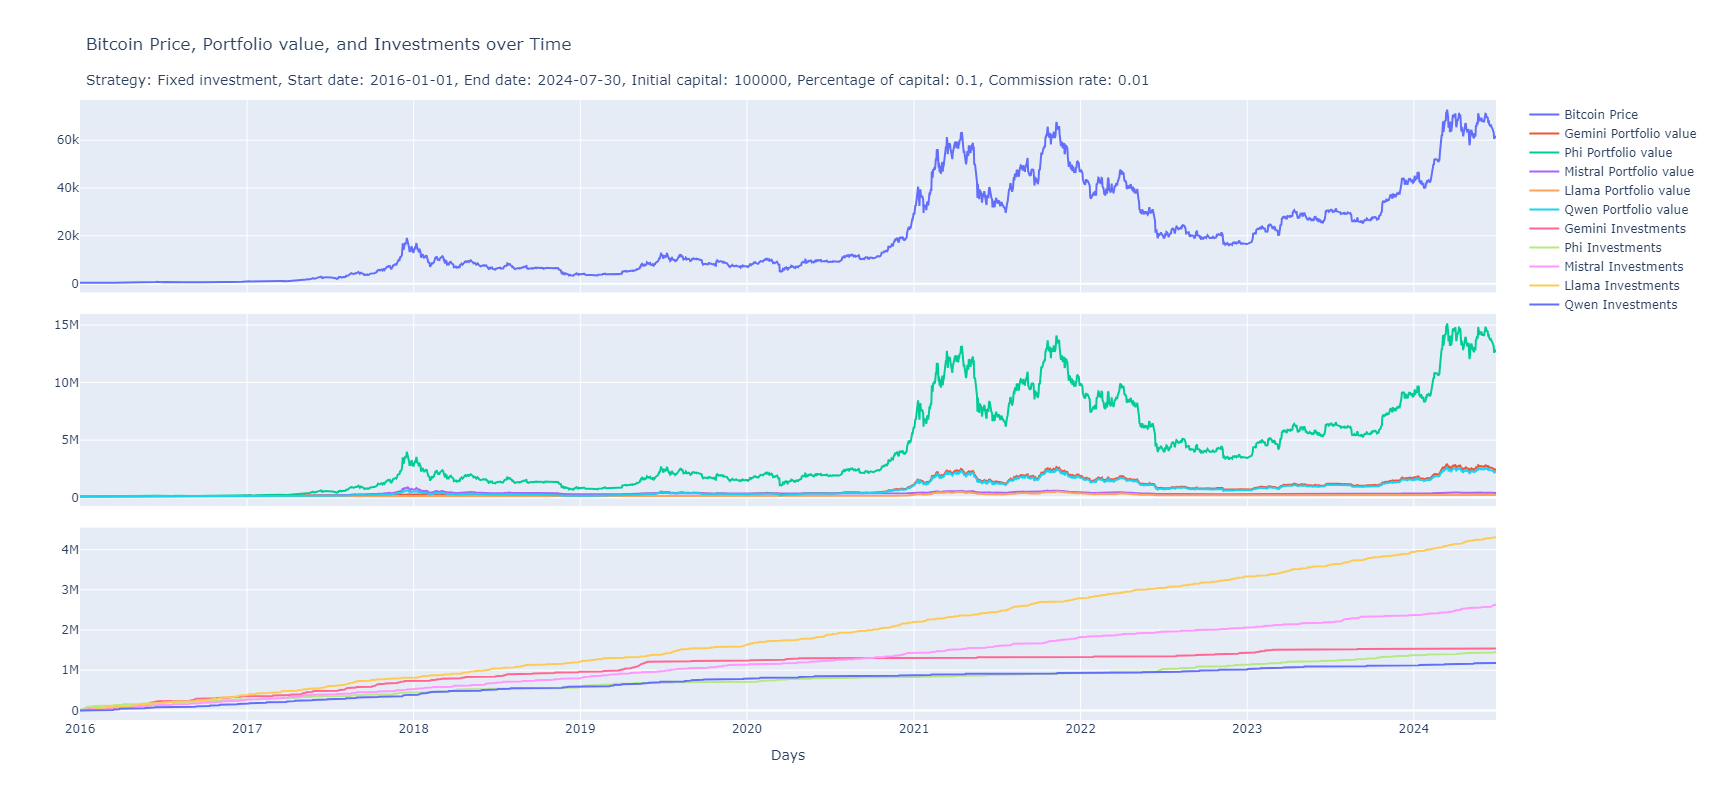 Bitcoin Price, Portfolio value, and Investments over Time
Strategy: Fixed investment, Start date: 2016-01-01, End date: 2024-07-30, Initial capital: 100000, Percentage of capital: 0.1, Commission rate: 0.01
60k
40k
20k
0
15M
10M
5M
0
4M
3M
2M
1M
0
2016
2017
2018
2019
2020
2021
2022
2023
2024
Days
Bitcoin Price
Gemini Portfolio value
Phi Portfolio value
Mistral Portfolio value
Llama Portfolio value
Qwen Portfolio value
Gemini Investments
Phi Investments
Mistral Investments
Llama Investments
Qwen Investments